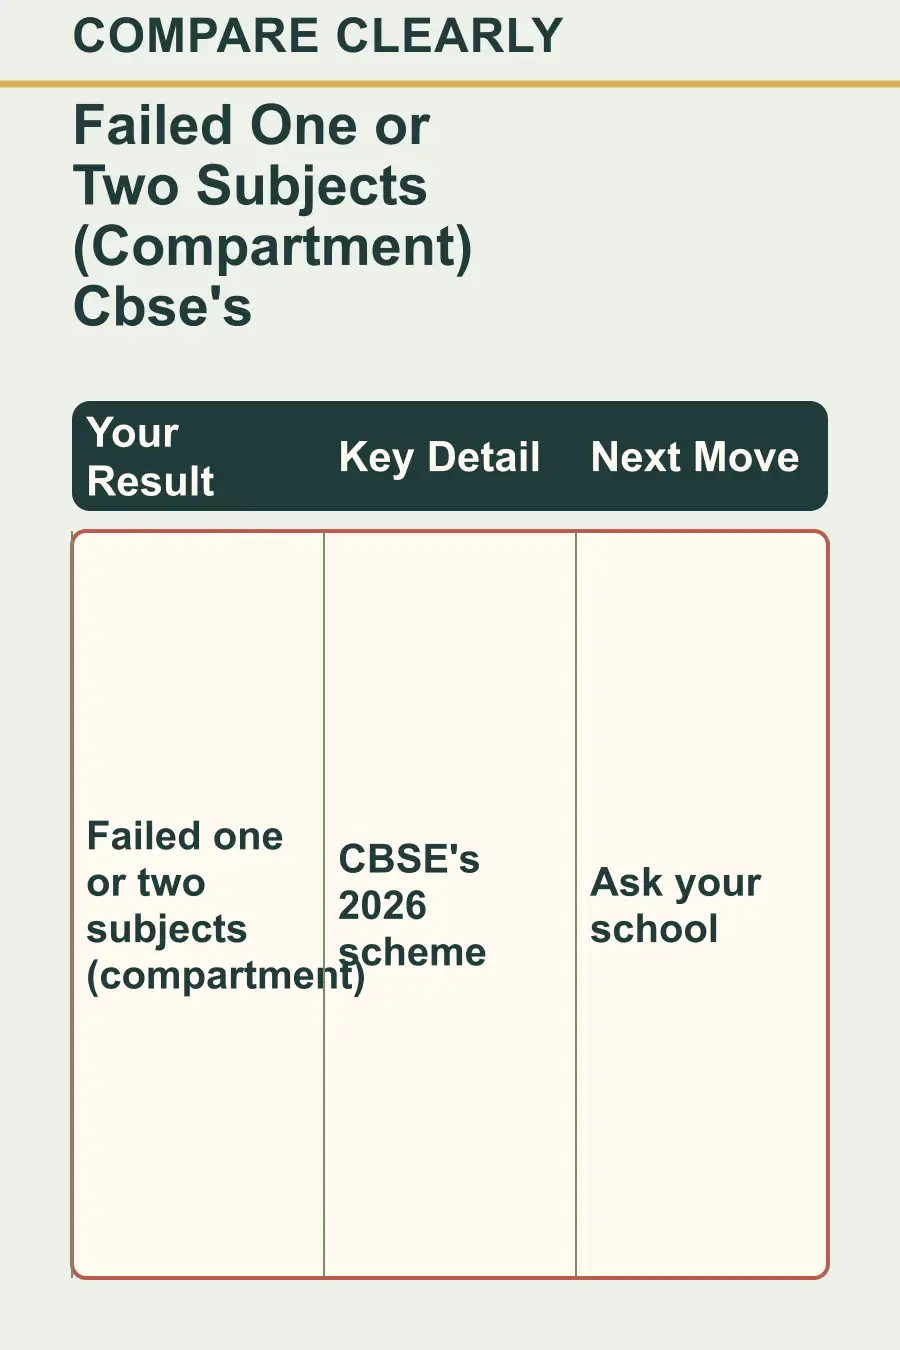 COMPARE CLEARLY
Failed One or
Two Subjects
(Compartment)
Cbse's
Your
Result
Key Detail
Next Move
Failed one
or two
subjects
(compartment)
CBSE's
2026
scheme
Ask your
school